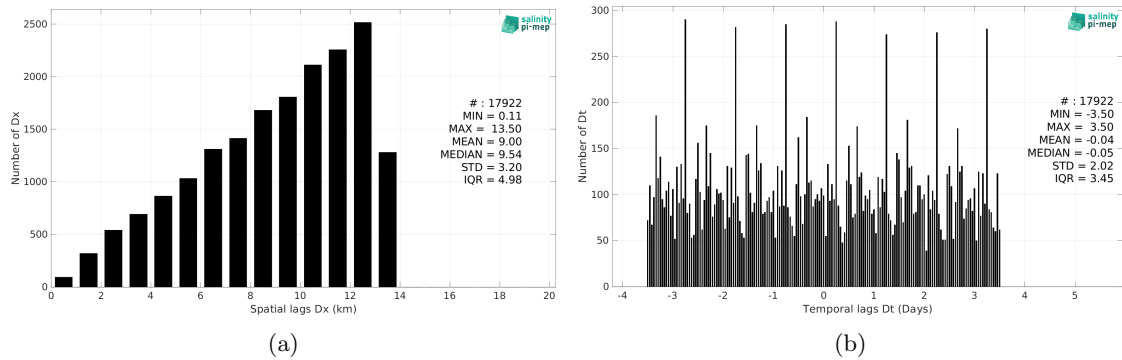 2500
2000
1500
1000
500
0
Number of Dx
salinity
pi-mep
# : 17922
MIN = 0.11
MAX = 13.50
MEAN = 9.00
MEDIAN = 9.54
STD = 3.20
IQR = 4.98
0 2 4 6 8 10 12 14 16 18 20
Spatial lags Dx (km)
(a)
300
250
200
150
100
50
0
Number of Dt
salinity
pi-mep
# : 17922
MIN = -3.50
MAX = 3.50
MEAN = -0.04
MEDIAN = -0.05
STD = 2.02
IQR = 3.45
-4 -3 -2 -1 0 1 2 3 4 5
Temporal lags Dt (Days)
(b)